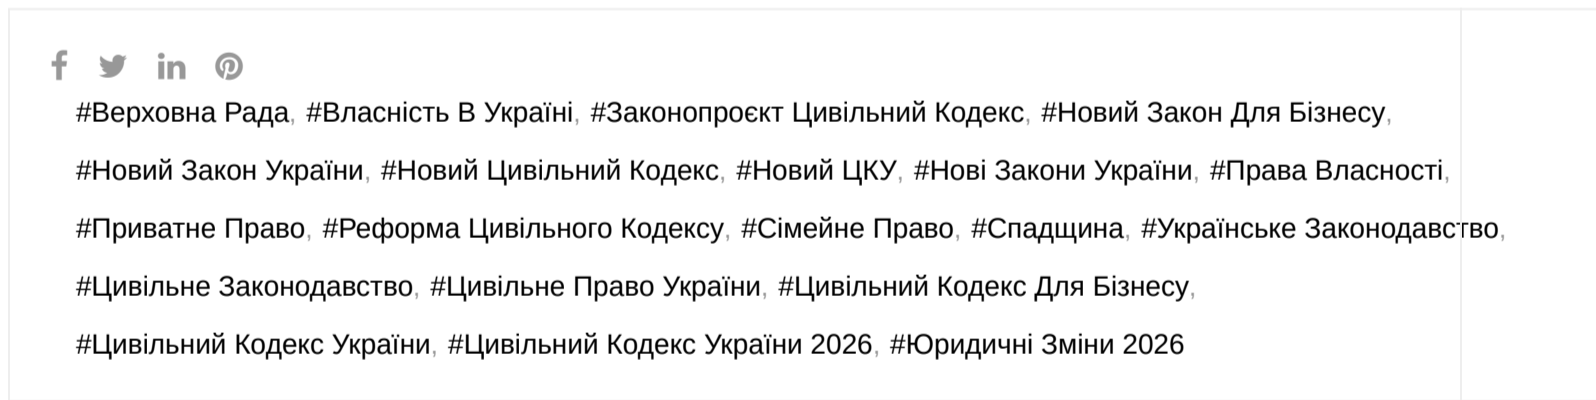 #Верховна Рада, #Власність В Україні, #Законопроєкт Цивільний Кодекс, #Новий Закон Для Бізнесу,
#Новий Закон України, #Новий Цивільний Кодекс, #Новий ЦКУ, #Нові Закони України, #Права Власності,
#Приватне Право, #Реформа Цивільного Кодексу, #Сімейне Право, #Спадщина, #Українське Законодавство,
#Цивільне Законодавство, #Цивільне Право України, #Цивільний Кодекс Для Бізнесу,
#Цивільний Кодекс України, #Цивільний Кодекс України 2026, #Юридичні Зміни 2026